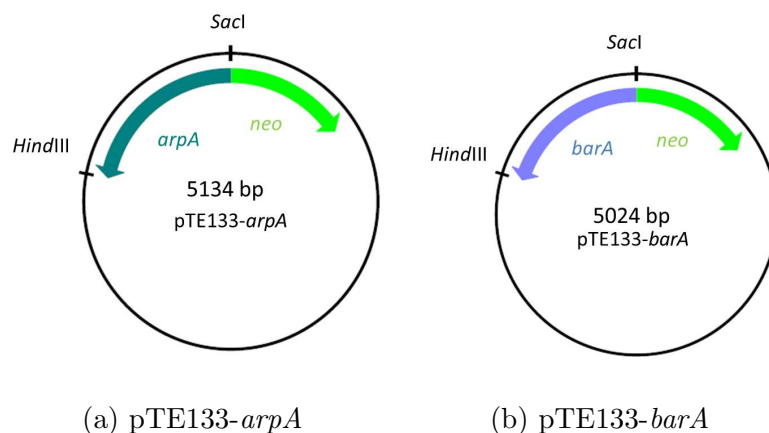 SacI
HindIII
arpA
neo
5134 bp
pTE133-arpA
SacI
HindIII
barA
neo
5024 bp
pTE133-barA
(a) pTE133-arpA
(b) pTE133-barA